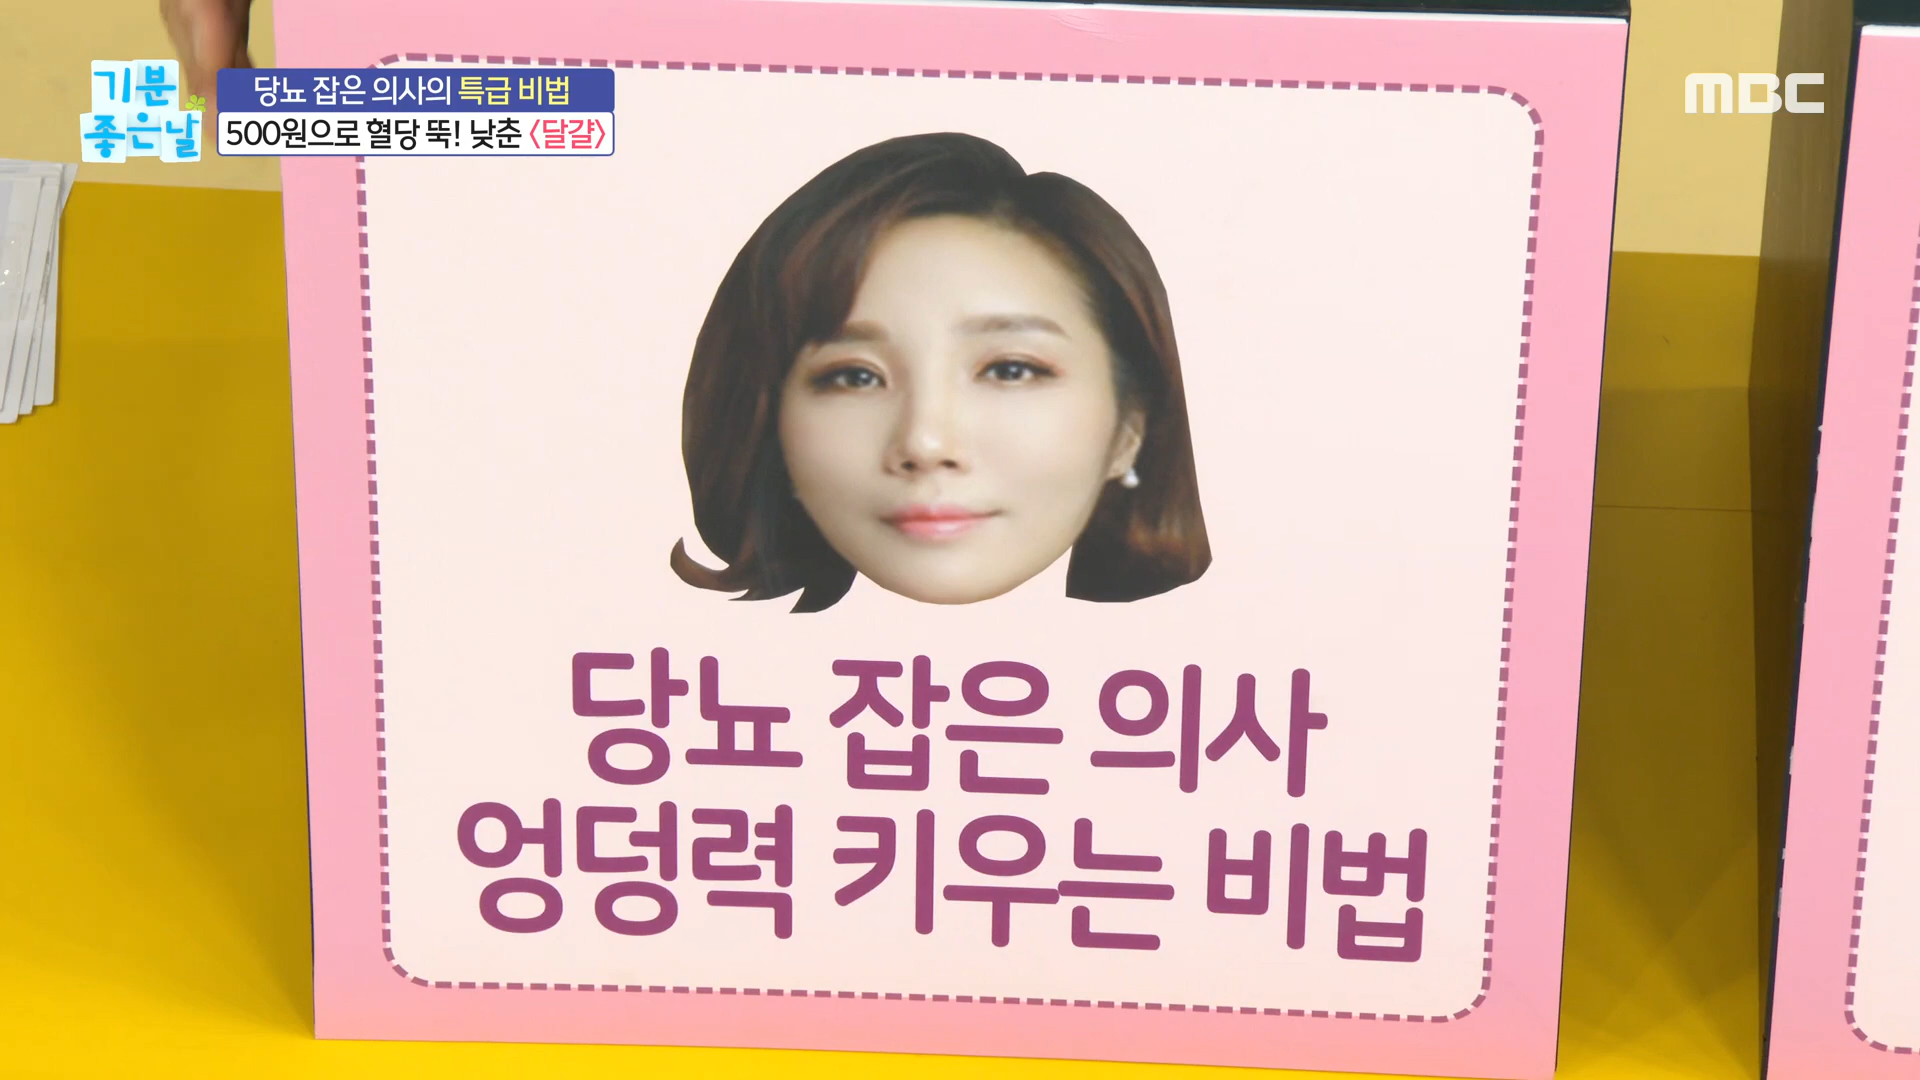 기분
좋은날
당뇨 잡은 의사의 특급 비법
500원으로 혈당 뚝! 낮춘 <달걀>
MBC
당뇨 잡은 의사
엉덩력 키우는 비법